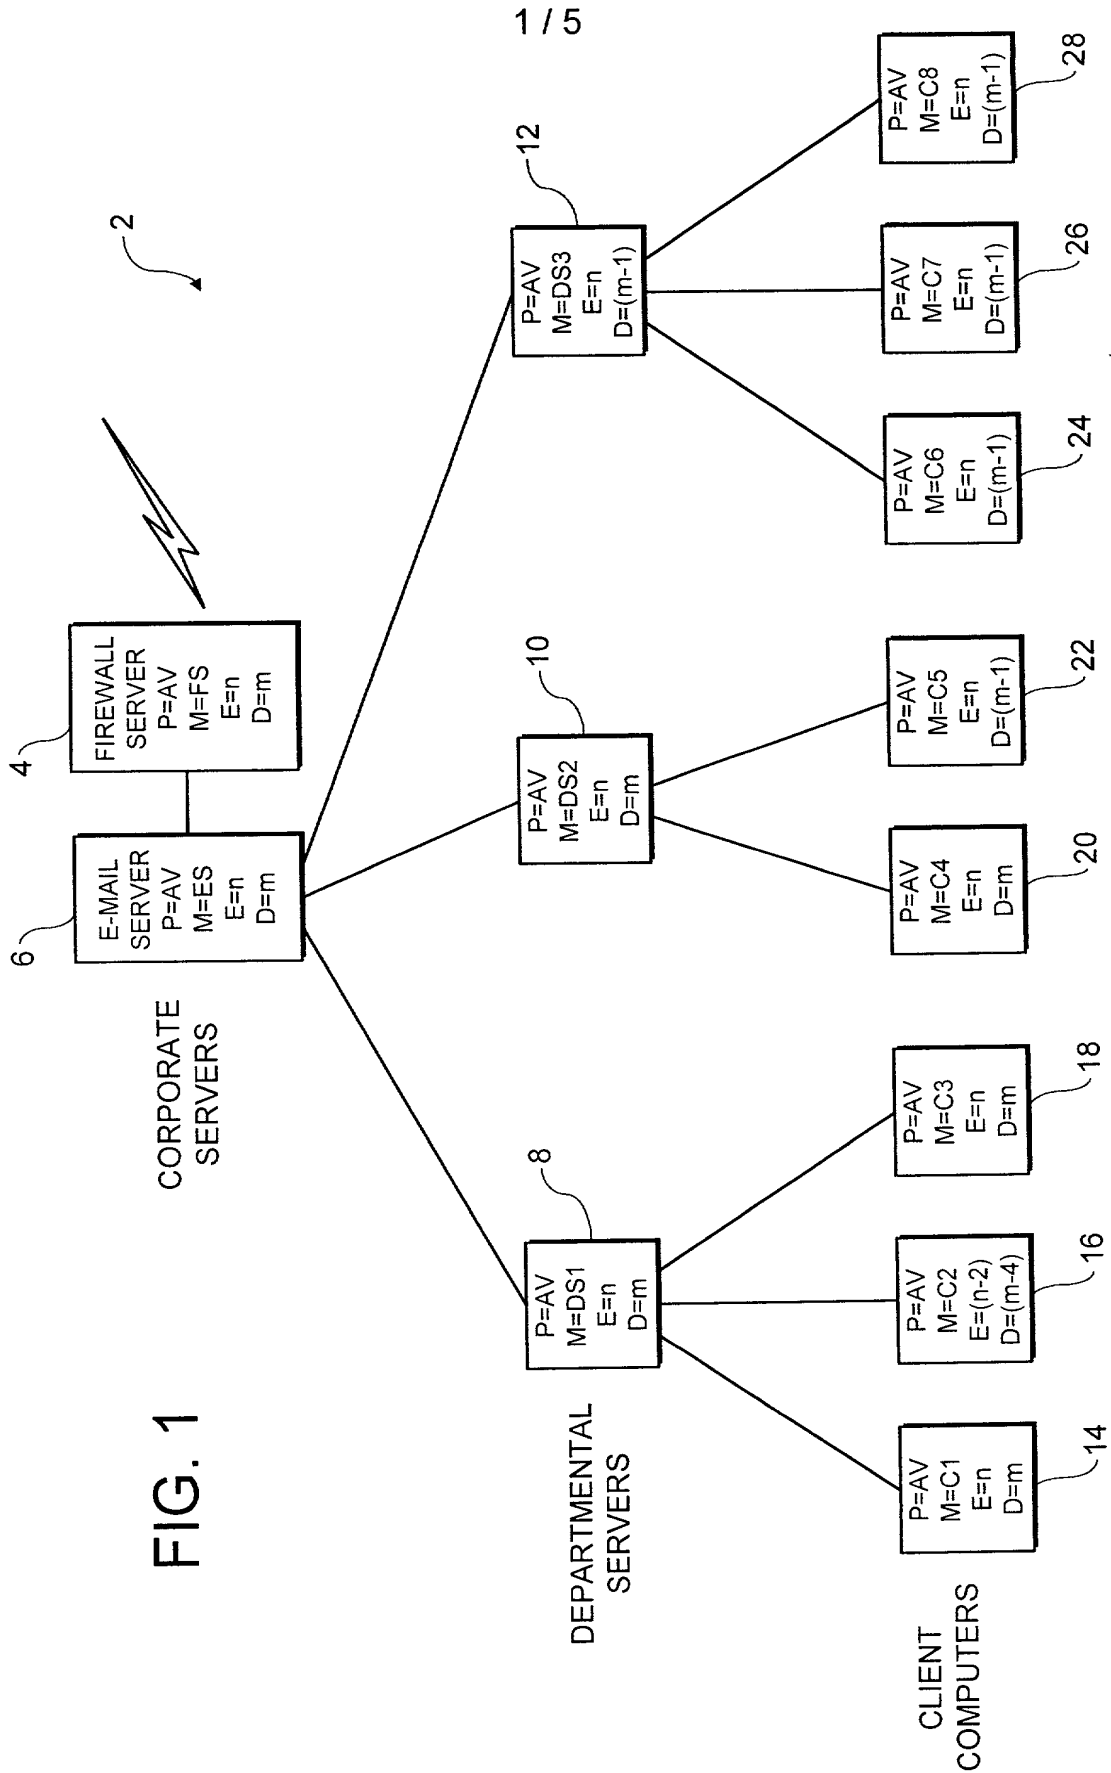 1 / 5
FIG. 1
2
4
FIREWALL
SERVER
P=AV
M=FS
E=n
D=m
6
E-MAIL
SERVER
P=AV
M=ES
E=n
D=m
CORPORATE
SERVERS
DEPARTMENTAL
SERVERS
8
P=AV
M=DS1
E=n
D=m
10
P=AV
M=DS2
E=n
D=m
12
P=AV
M=DS3
E=n
D=(m-1)
CLIENT
COMPUTERS
P=AV
M=C1
E=n
D=m
14
P=AV
M=C2
E=(n-2)
D=(m-4)
16
P=AV
M=C3
E=n
D=m
18
P=AV
M=C4
E=n
D=m
20
P=AV
M=C5
E=n
D=(m-1)
22
P=AV
M=C6
E=n
D=(m-1)
24
P=AV
M=C7
E=n
D=(m-1)
26
P=AV
M=C8
E=n
D=(m-1)
28